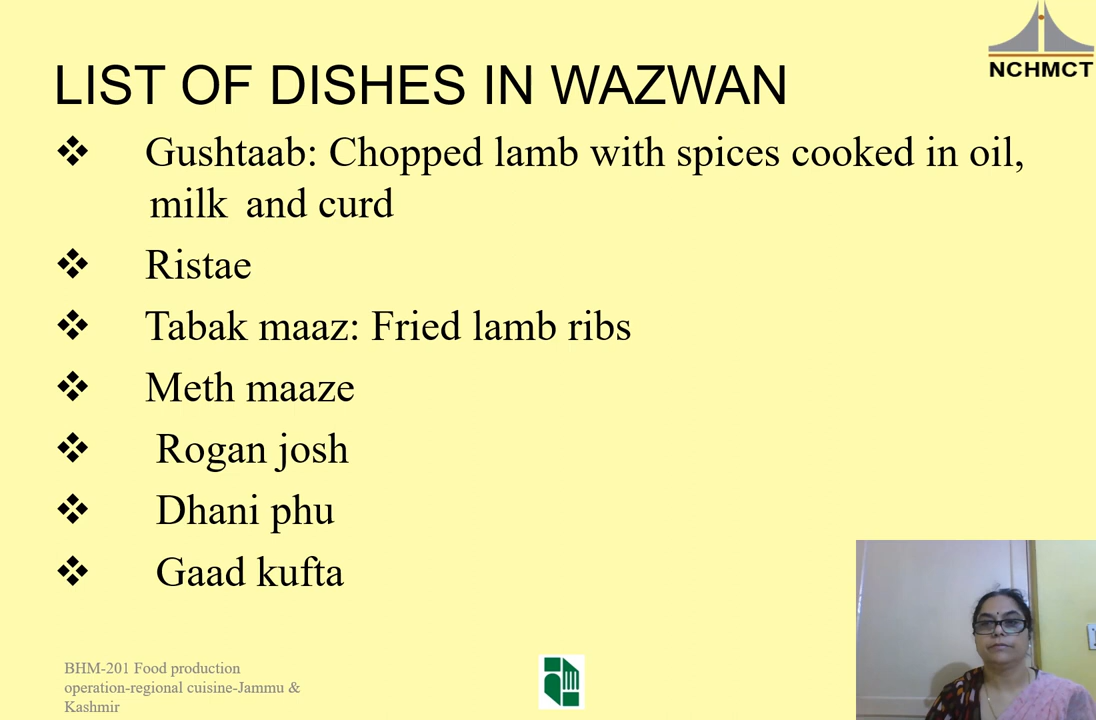 NCHMCT
LIST OF DISHES IN WAZWAN
❖ Gushtaab: Chopped lamb with spices cooked in oil,
milk and curd
❖ Ristae
❖ Tabak maaz: Fried lamb ribs
❖ Meth maaze
❖ Rogan josh
❖ Dhani phu
❖ Gaad kufta
BHM-201 Food production
operation-regional cuisine-Jammu &
Kashmir